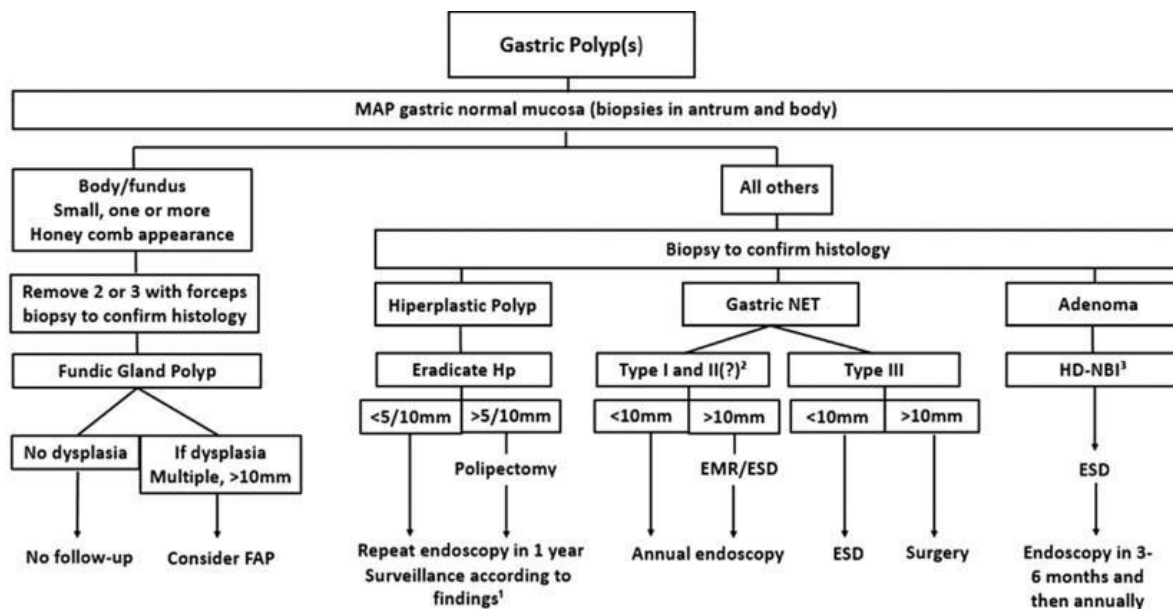 Gastric Polyp(s)
MAP gastric normal mucosa (biopsies in antrum and body)
Body/fundus
Small, one or more
Honey comb appearance
All others
Biopsy to confirm histology
Remove 2 or 3 with forceps
biopsy to confirm histology
Hiperplastic Polyp
Gastric NET
Adenoma
Fundic Gland Polyp
Eradicate Hp
Type I and II(?)²
Type III
HD-NBI³
<5/10mm
>5/10mm
<10mm
>10mm
<10mm
>10mm
No dysplasia
If dysplasia
Multiple, >10mm
Polipectomy
EMR/ESD
ESD
No follow-up
Consider FAP
Repeat endoscopy in 1 year
Surveillance according to
findings¹
Annual endoscopy
ESD
Surgery
Endoscopy in 3-
6 months and
then annually